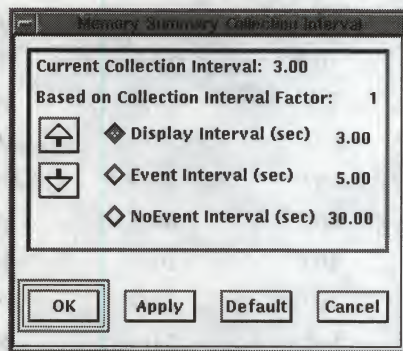 Memory Summary Collection Interval
Current Collection Interval: 3.00
Based on Collection Interval Factor: 1
Display Interval (sec) 3.00
Event Interval (sec) 5.00
NoEvent Interval (sec) 30.00
OK Apply Default Cancel